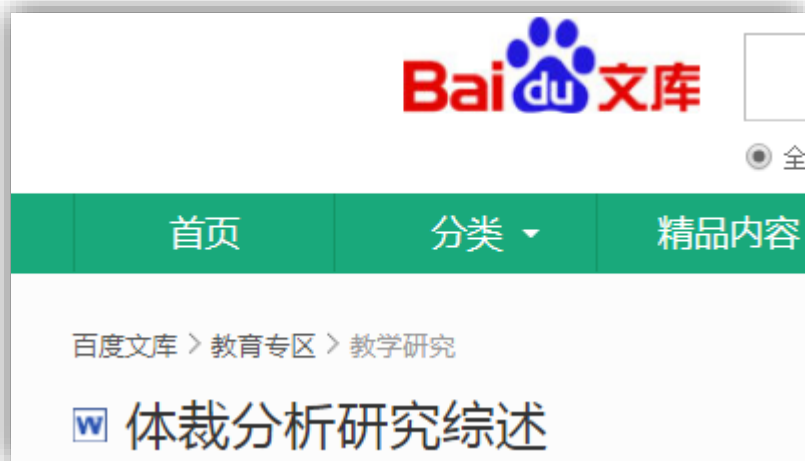 Baidu文库
全
首页 分类 精品内容
百度文库 > 教育专区 > 教学研究
W 体裁分析研究综述